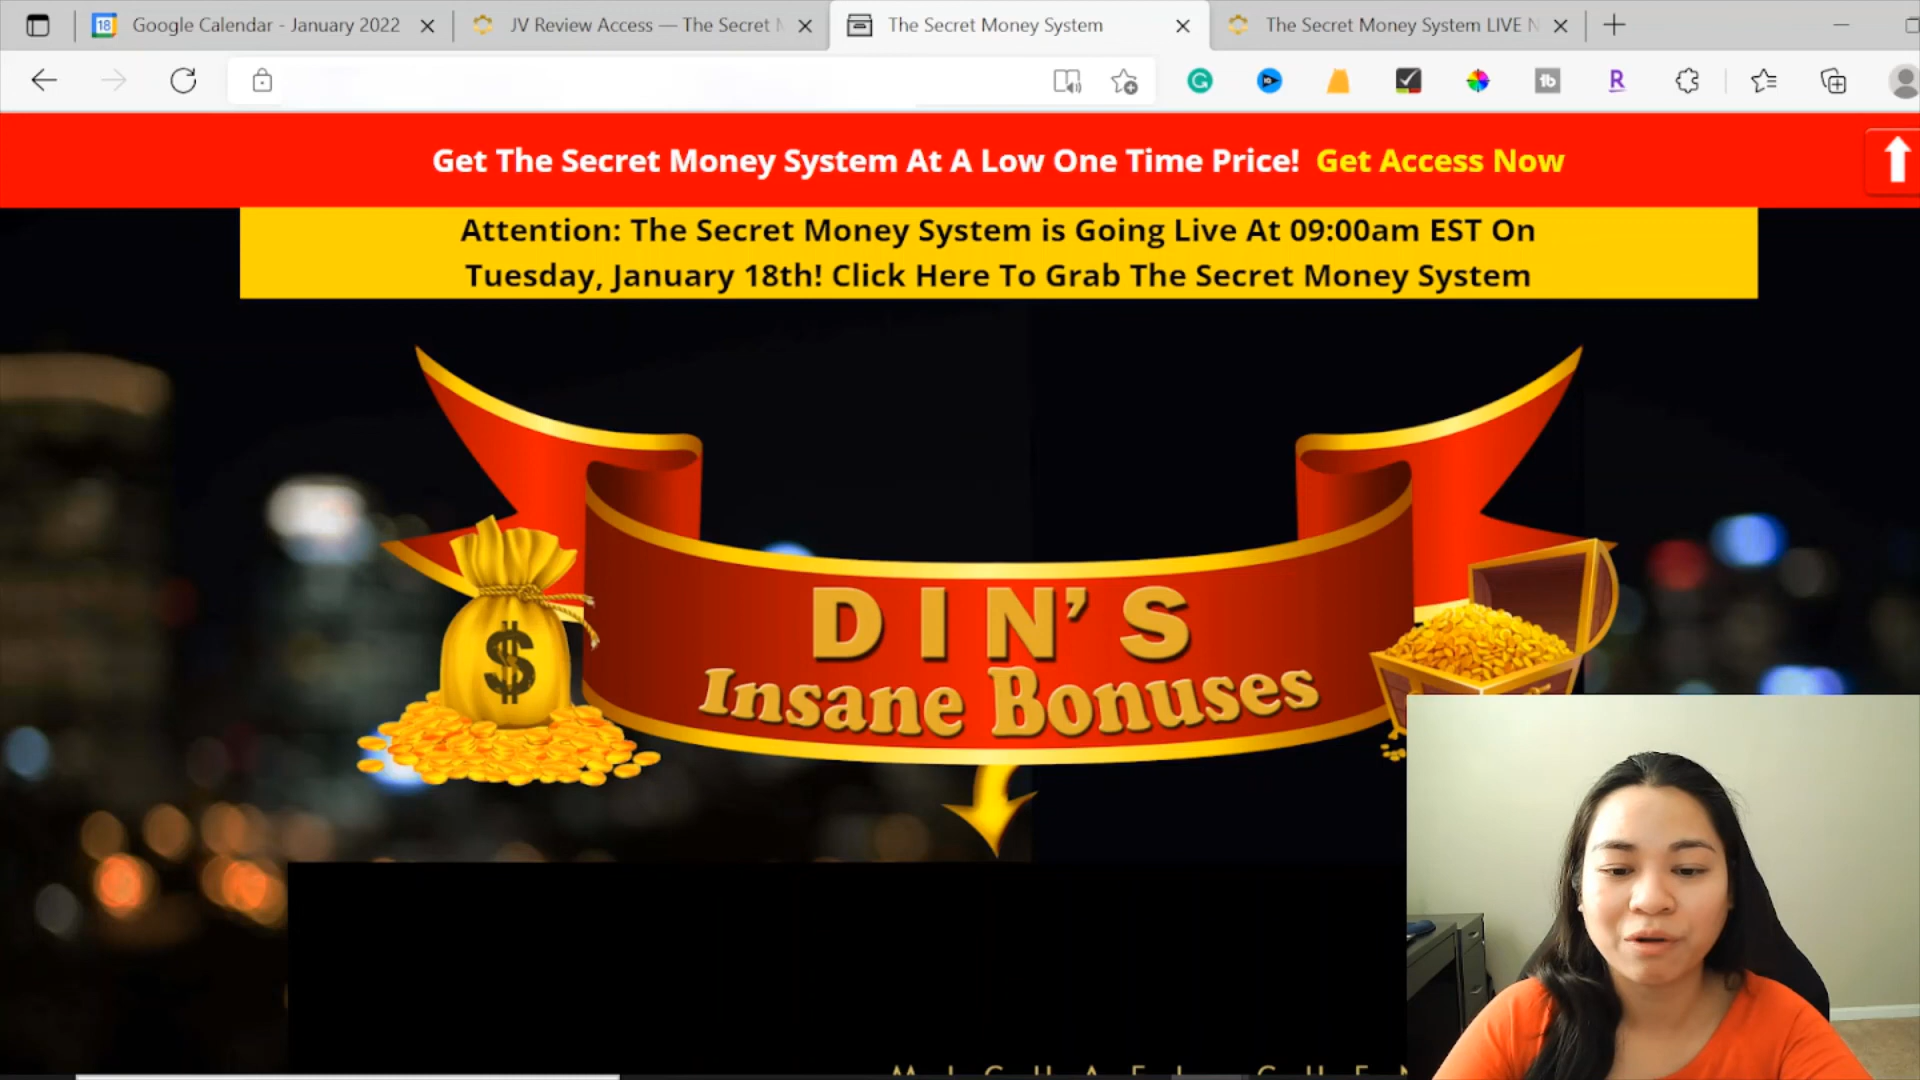 Google Calendar - January 2022
JV Review Access — The Secret
The Secret Money System
The Secret Money System LIVE
18
Get The Secret Money System At A Low One Time Price! Get Access Now
Attention: The Secret Money System is Going Live At 09:00am EST On
Tuesday, January 18th! Click Here To Grab The Secret Money System
DIN'S
Insane Bonuses
$